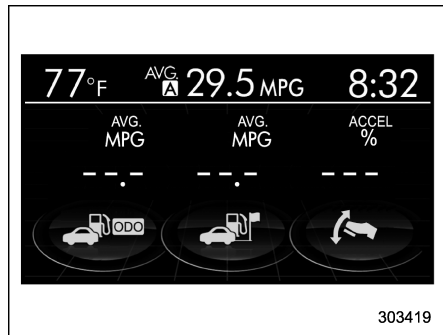 77°F AVG. A 29.5 MPG 8:32
AVG. AVG. ACCEL
MPG MPG %
--.- --.- ---
ODO
303419